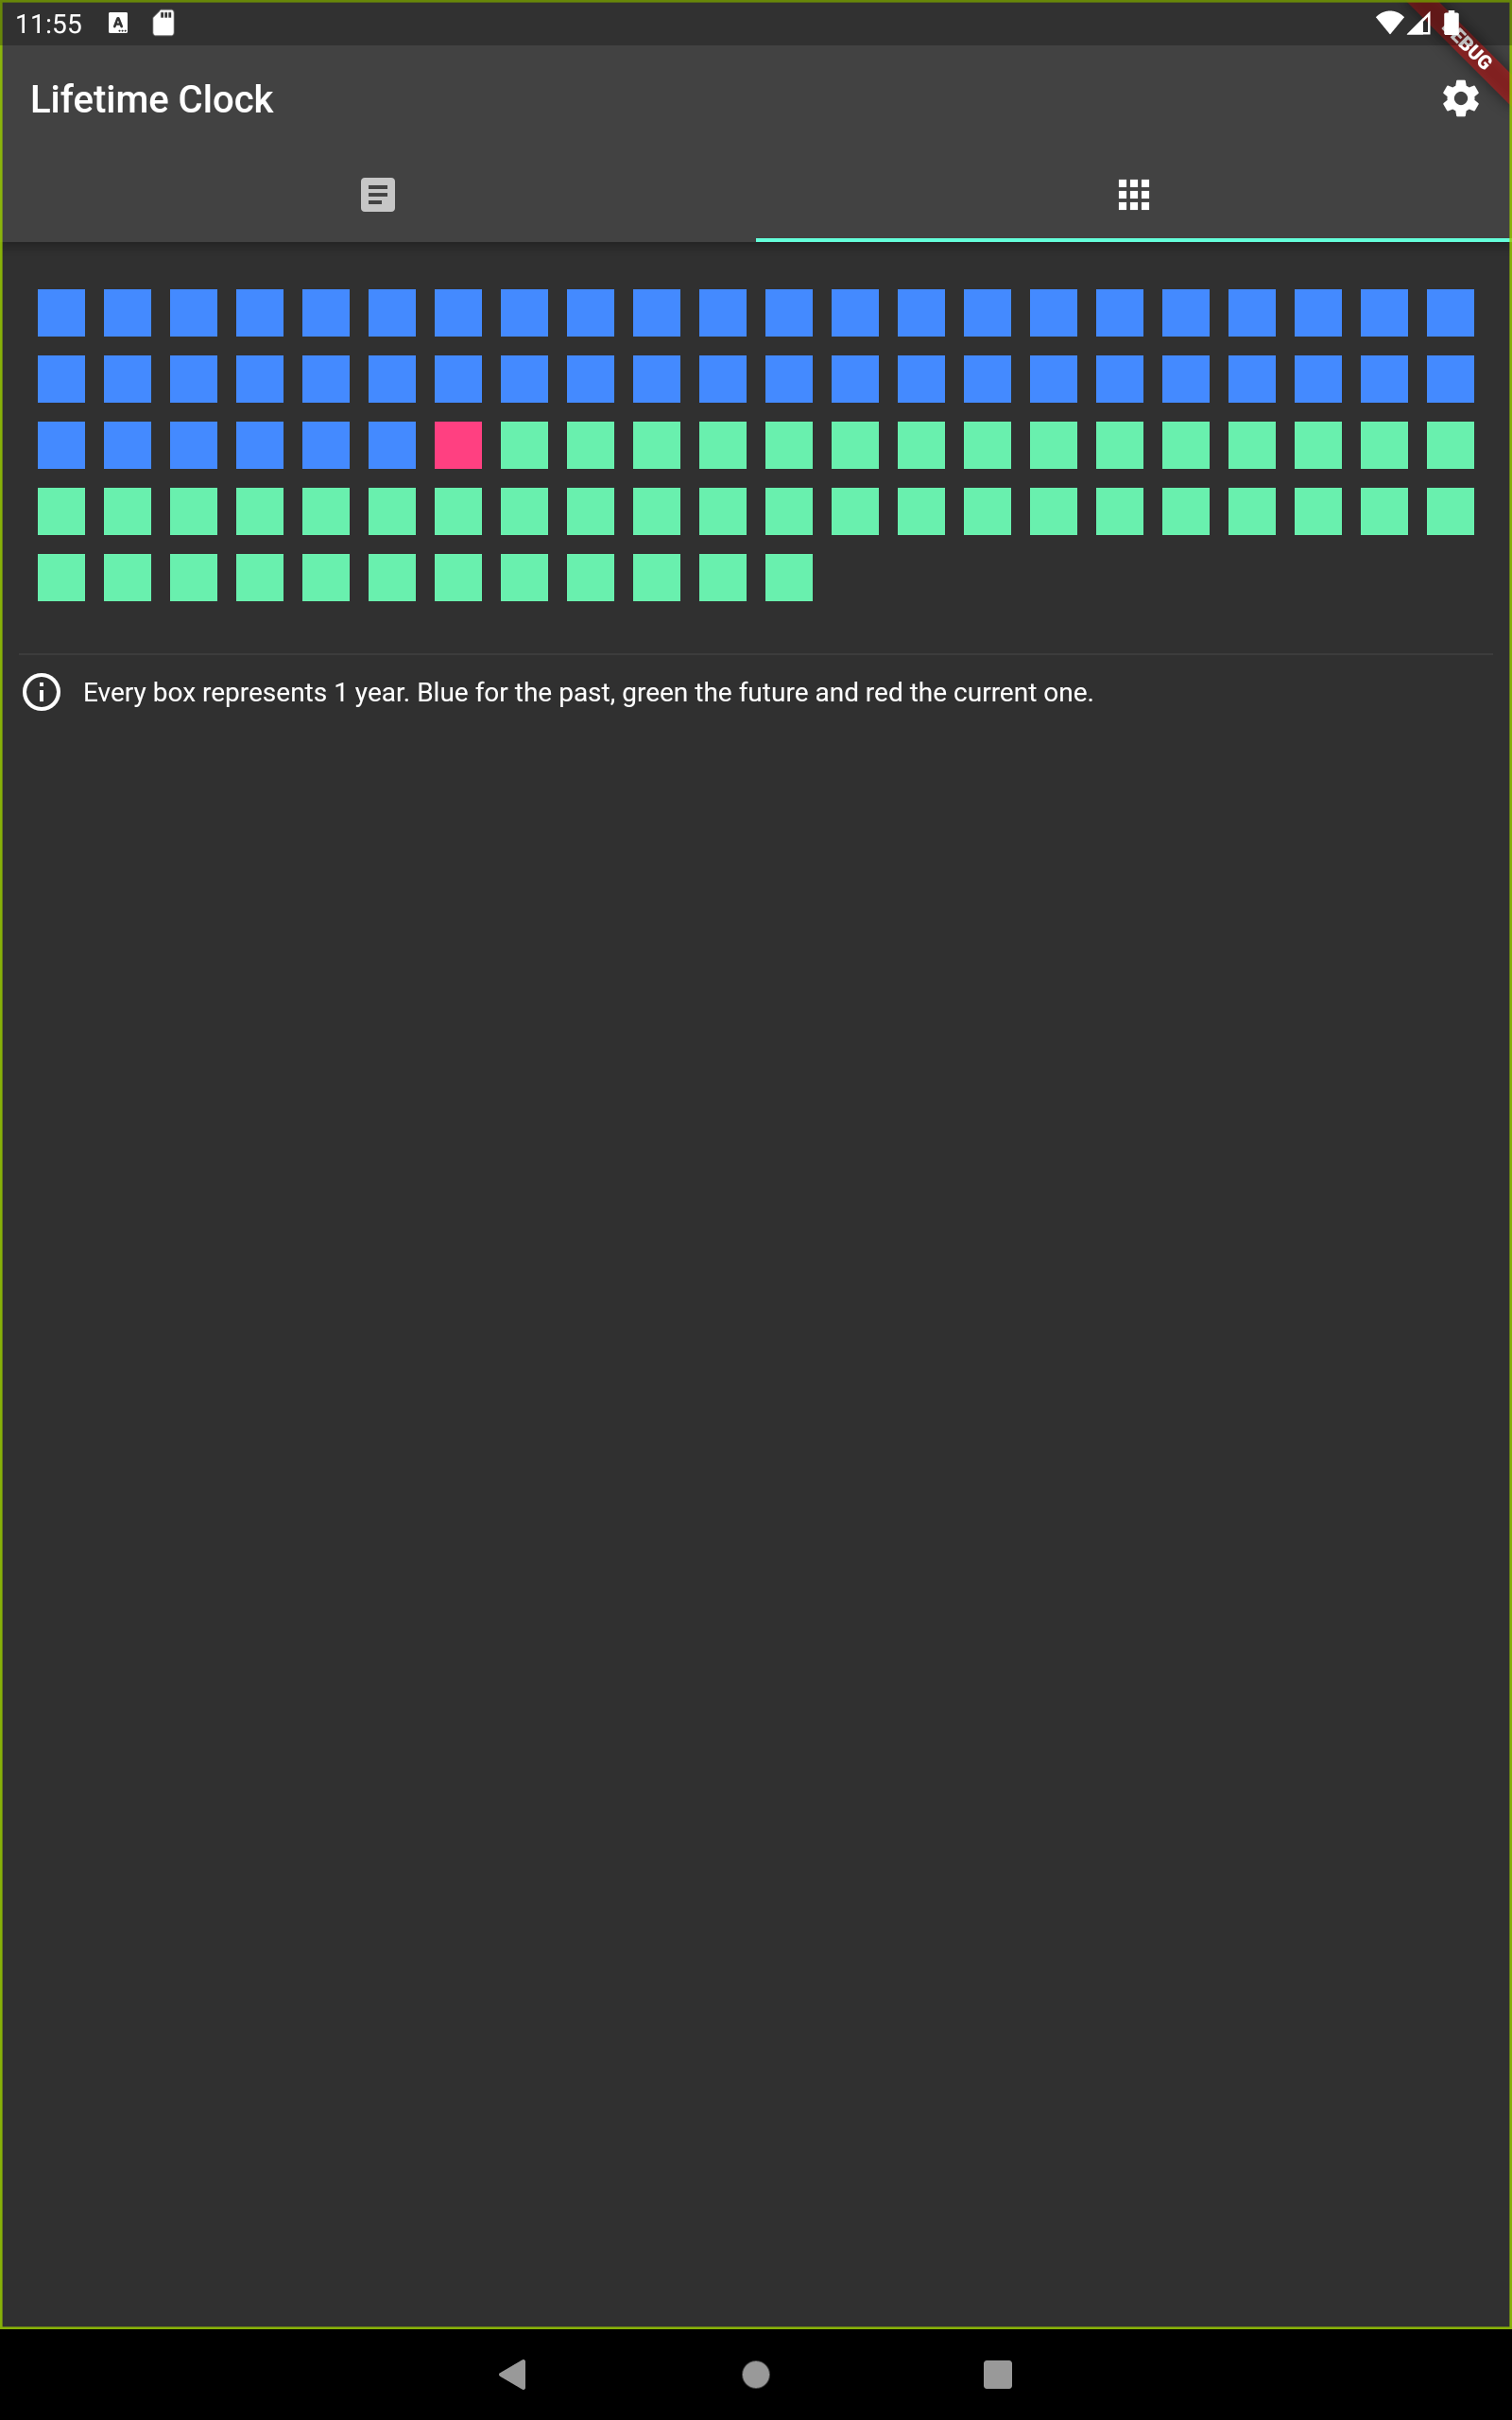 11:55
EBUG
Lifetime Clock
Every box represents 1 year. Blue for the past, green the future and red the current one.